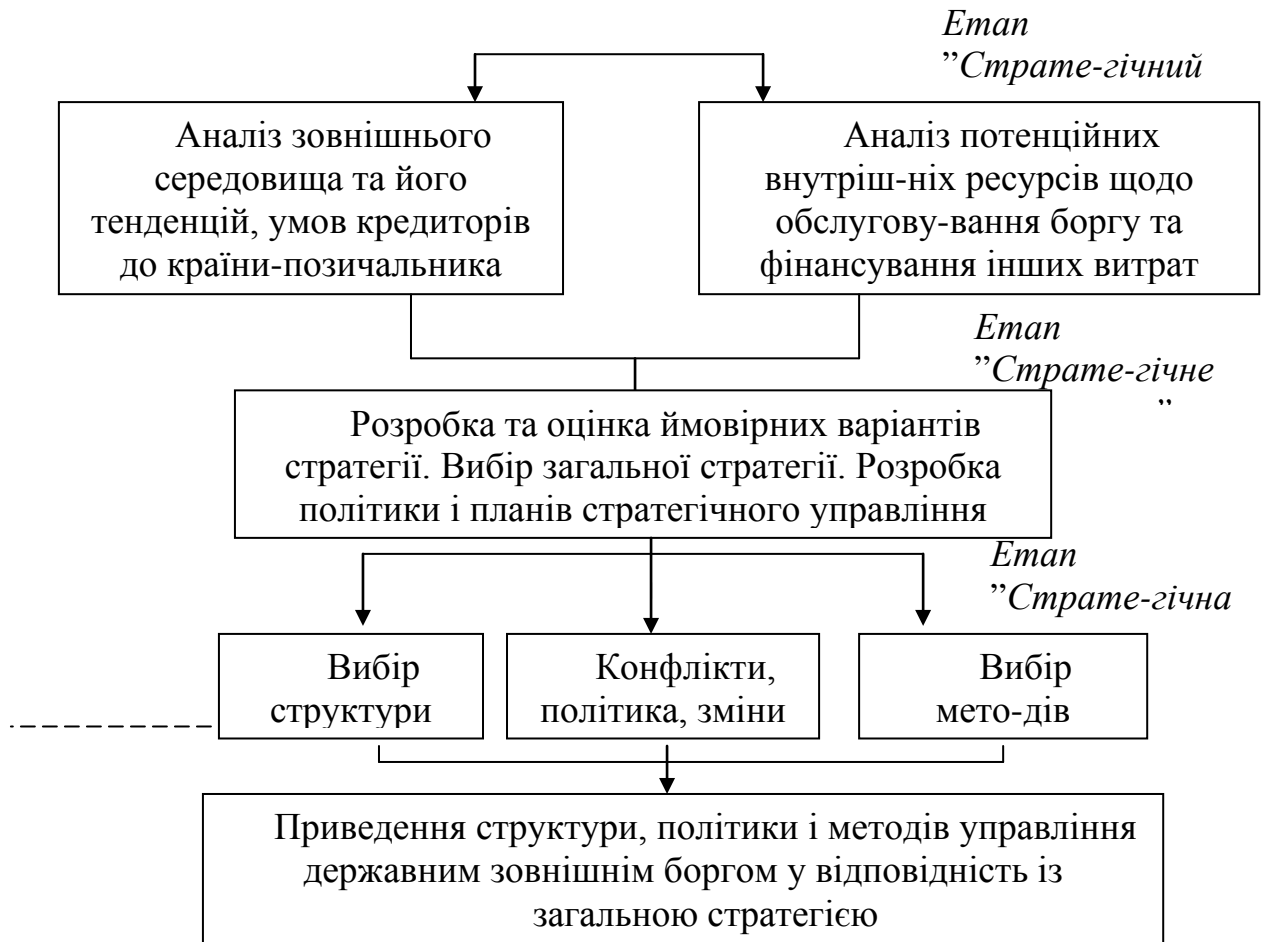 Етап
”Страте-гічний
Аналіз зовнішнього
середовища та його
тенденцій, умов кредиторів
до країни-позичальника
Аналіз потенційних
внутріш-ніх ресурсів щодо
обслугову-вання боргу та
фінансування інших витрат
Етап
”Страте-гічне
Розробка та оцінка ймовірних варіантів
стратегії. Вибір загальної стратегії. Розробка
політики і планів стратегічного управління
Етап
”Страте-гічна
Вибір
структури
Конфлікти,
політика, зміни
Вибір
мето-дів
Приведення структури, політики і методів управління
державним зовнішнім боргом у відповідність із
загальною стратегією